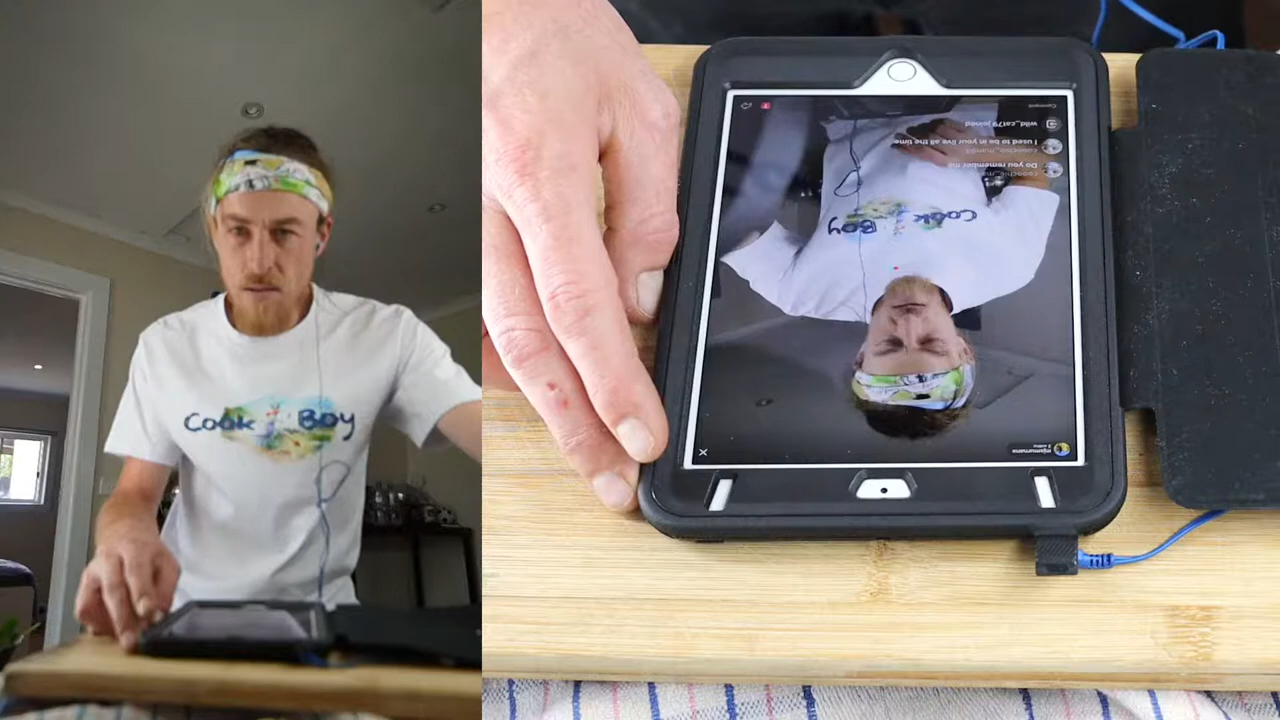 Cook Boy
Comment
wild_cat79 joined
I used to be in your live all the time
Do you remember me
Cook Boy